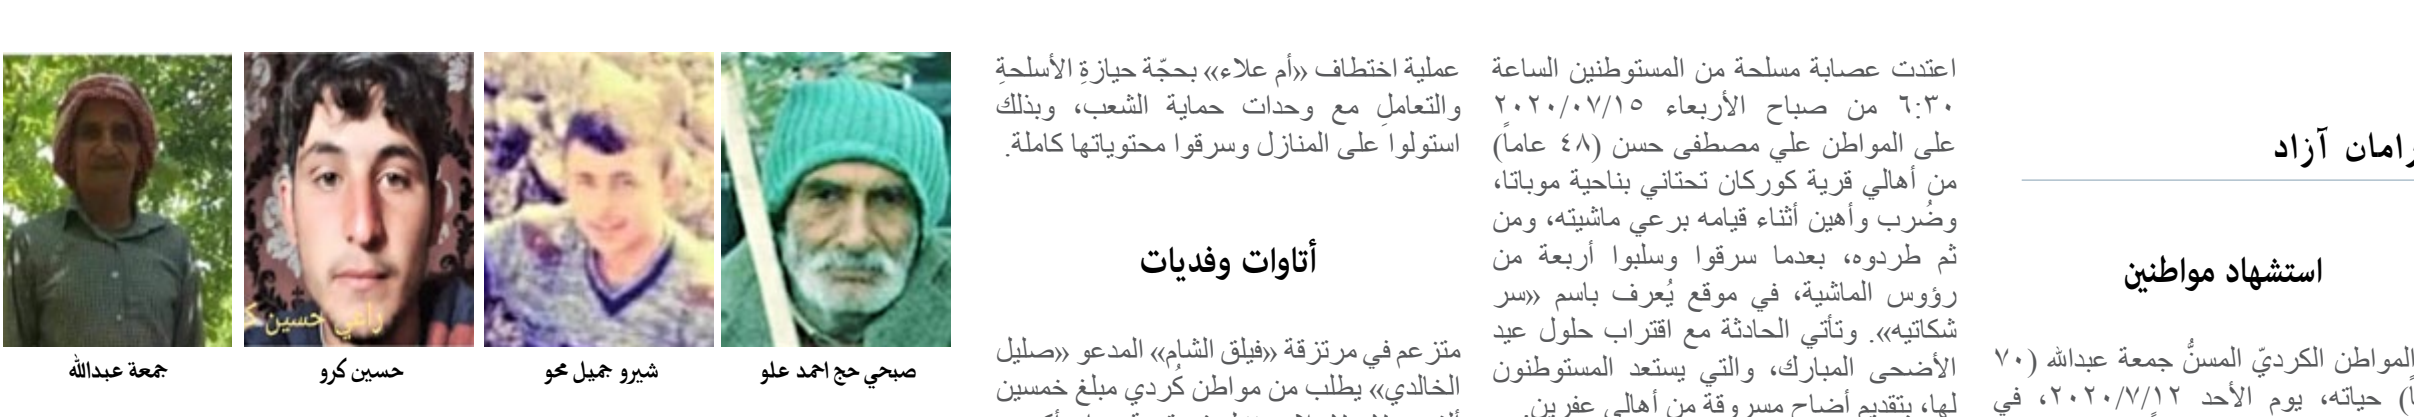 رامان آزاد
استشهاد مواطنين
المواطن الكرديّ المسنُّ جمعة عبدالله (٧٠
حياته، يوم الأحد ٢٠٢٠/٧/١٢، في
اعتدت عصابة مسلحة من المستوطنين الساعة
٦:٣٠ من صباح الأربعاء ٢٠٢٠/٠٧/١٥
على المواطن علي مصطفى حسن (٤٨ عاماً)
من أهالي قرية كوركان تحتاني بناحية موباتا،
وضُرب وأهين أثناء قيامه برعي ماشيته، ومن
ثم طردوه، بعدما سرقوا وسلبوا أربعة من
رؤوس الماشية، في موقع يُعرف باسم «سر
شكاتيه». وتأتي الحادثة مع اقتراب حلول عيد
الأضحى المبارك، والتي يستعد المستوطنون
لها، بتقديم أضاحٍ مسروقة من أهالي عفرين.
عملية اختطاف «أم علاء» بحجّة حيازةِ الأسلحةِ
والتعاملِ مع وحدات حماية الشعب، وبذلك
استولوا على المنازل وسرقوا محتوياتها كاملة.
أتاوات وفديات
متزعم في مرتزقة «فيلق الشام» المدعو «صليل
الخالدي» يطلب من مواطن كُردي مبلغ خمسين
صبحي حج احمد علو
شيرو جميل محو
حسين كرو
جمعة عبدالله
راعي حسين ك